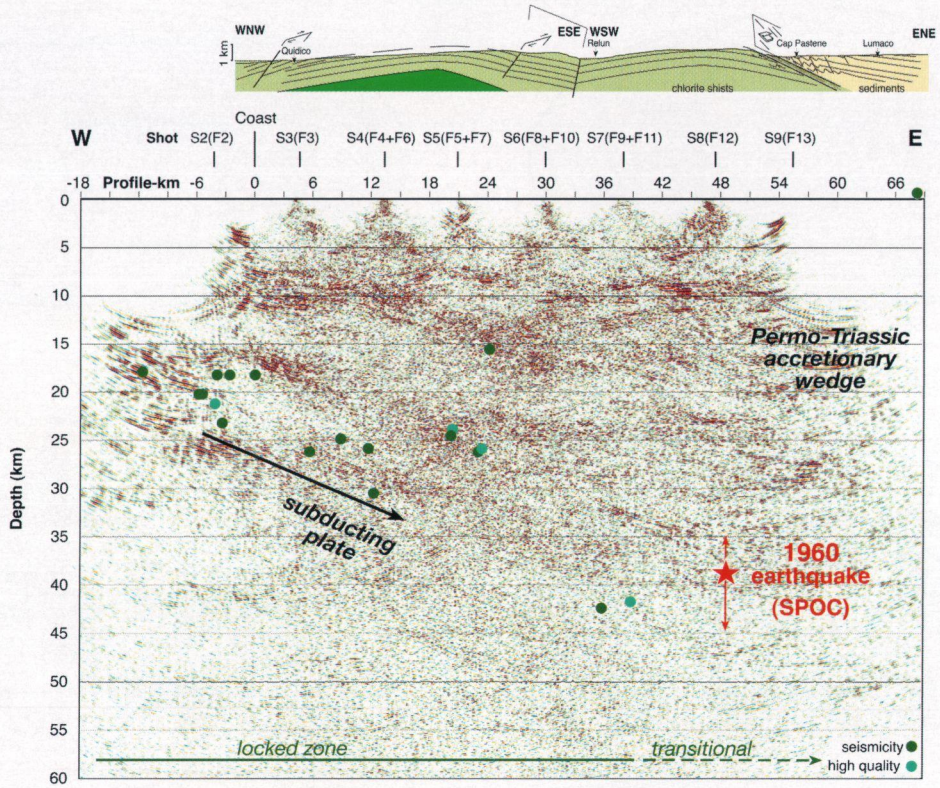 WNW
ESE WSW
ENE
1 km
Quidico
Relun
Cap Pastene
Lumaco
chlorite shists
sediments
Coast
W
Shot
S2(F2)
S3(F3)
S4(F4+F6)
S5(F5+F7)
S6(F8+F10)
S7(F9+F11)
S8(F12)
S9(F13)
E
-18 Profile-km -6 0 6 12 18 24 30 36 42 48 54 60 66
0
5
10
15
20
25
30
35
40
45
50
55
60
Depth (km)
Permo-Triassic
accretionary
wedge
subducting
plate
1960
earthquake
(SPOC)
locked zone
transitional
seismicity
high quality